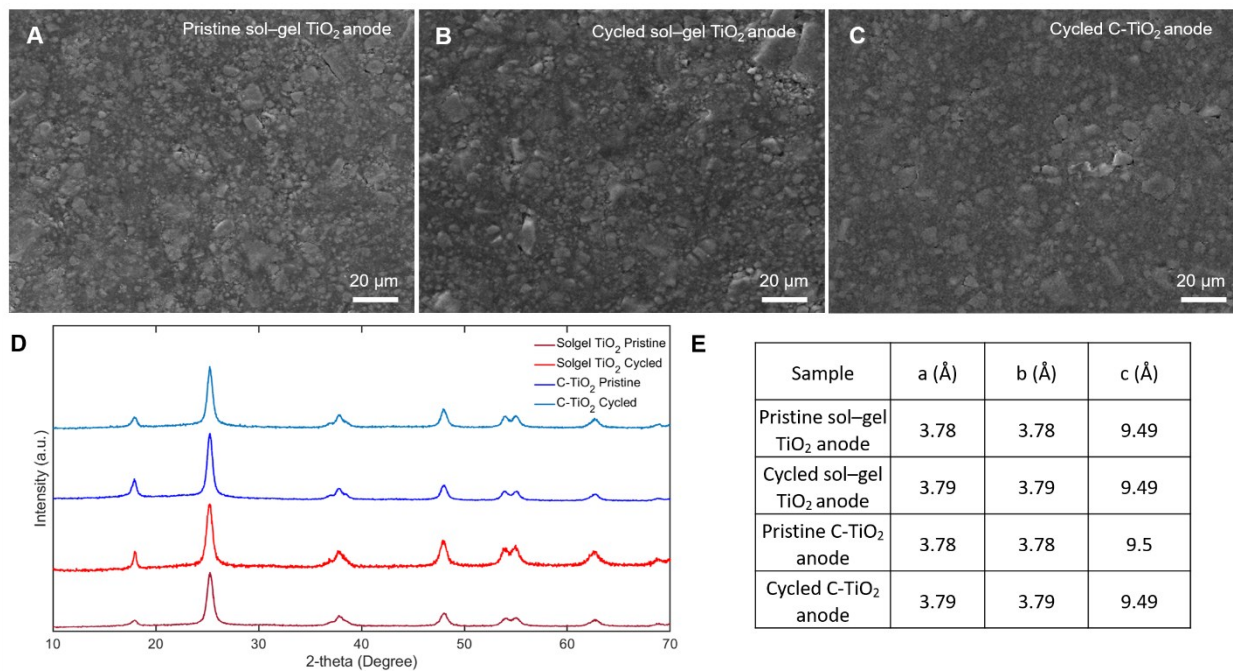 A
Pristine sol–gel TiO₂ anode
20 µm
B
Cycled sol–gel TiO₂ anode
20 µm
C
Cycled C-TiO₂ anode
20 µm
D
Solgel TiO₂ Pristine
Solgel TiO₂ Cycled
C-TiO₂ Pristine
C-TiO₂ Cycled
Intensity (a.u.)
10 20 30 40 50 60 70
2-theta (Degree)
E
Sample a (Å) b (Å) c (Å)
Pristine sol–gel
TiO₂ anode
3.78 3.78 9.49
Cycled sol–gel
TiO₂ anode
3.79 3.79 9.49
Pristine C-TiO₂
anode
3.78 3.78 9.5
Cycled C-TiO₂
anode
3.79 3.79 9.49